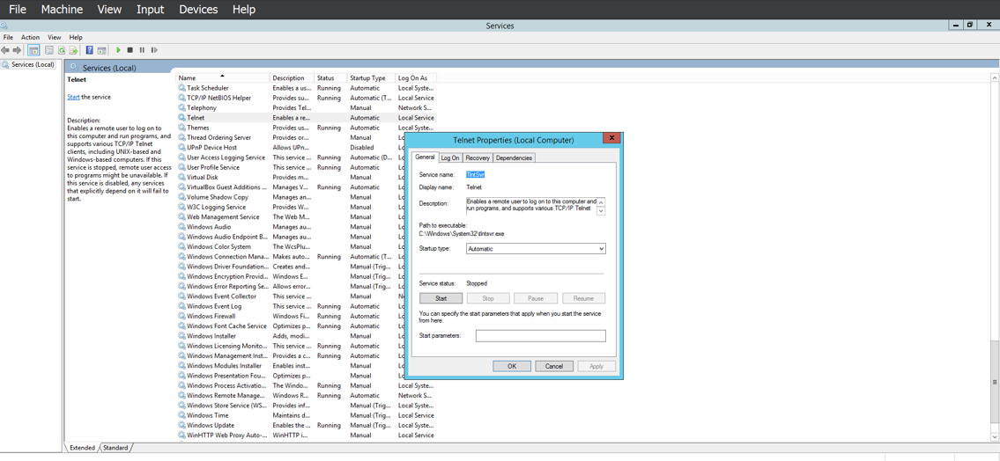 File Machine View Input Devices Help
Services
File Action View Help
Services (Local)
Services (Local)
Telnet
Start the service
Description:
Enables a remote user to log on to
this computer and run programs, and
supports various TCP/IP Telnet
clients, including UNIX-based and
Windows-based computers. If this
service is stopped, remote user access
to programs might be unavailable. If
this service is disabled, any services
that explicitly depend on it will fail to
start.
Name Description Status Startup Type Log On As
Task Scheduler Enables a us... Running Automatic Local Syste...
TCP/IP NetBIOS Helper Provides su... Running Automatic (T... Local Service
Telephony Provides Tel... Manual Network S...
Telnet Enables a re... Automatic Local Service
Themes Provides us... Running Automatic Local Syste...
Thread Ordering Server Provides or... Manual Lo
UPnP Device Host Allows UPn... Disabled Lo
User Access Logging Service This service ... Running Automatic (D... Lo
User Profile Service This service ... Running Automatic Lo
Virtual Disk Provides m... Manual Lo
VirtualBox Guest Additions ... Manages V... Running Automatic Lo
Volume Shadow Copy Manages an... Manual Lo
W3C Logging Service Provides W... Manual Lo
Web Management Service The Web M... Manual Lo
Windows Audio Manages au... Manual Lo
Windows Audio Endpoint B... Manages au... Manual Lo
Windows Color System The WcsPlu... Manual Lo
Windows Connection Mana... Makes auto... Running Automatic (T... Lo
Windows Driver Foundation... Creates and... Manual (Trig... Lo
Windows Encryption Provid... Windows E... Manual (Trig... Lo
Windows Error Reporting Se... Allows error... Manual (Trig... Lo
Windows Event Collector This service ... Manual Ne
Windows Event Log This service ... Running Automatic Lo
Windows Firewall Windows Fi... Running Automatic Lo
Windows Font Cache Service Optimizes p... Running Automatic Lo
Windows Installer Adds, modi... Manual Lo
Windows Licensing Monito... This service ... Running Automatic Lo
Windows Management Inst... Provides a c... Running Automatic Lo
Windows Modules Installer Enables inst... Manual Lo
Windows Presentation Fou... Optimizes p... Manual Lo
Windows Process Activatio... The Windo... Running Manual Local Syste...
Windows Remote Manage... Windows R... Running Automatic Network S...
Windows Store Service (WS... Provides inf... Manual (Trig... Local Syste...
Windows Time Maintains d... Manual (Trig... Local Service
Windows Update Enables the ... Running Manual (Trig... Local Syste...
WinHTTP Web Proxy Auto-... WinHTTP i... Manual Local Service
Extended Standard
Telnet Properties (Local Computer)
General Log On Recovery Dependencies
Service name: TlntSvr
Display name: Telnet
Description: Enables a remote user to log on to this computer and
run programs, and supports various TCP/IP Telnet
Path to executable:
C:\Windows\System32\tlntsvr.exe
Startup type: Automatic
Service status: Stopped
Start Stop Pause Resume
You can specify the start parameters that apply when you start the service
from here.
Start parameters:
OK Cancel Apply